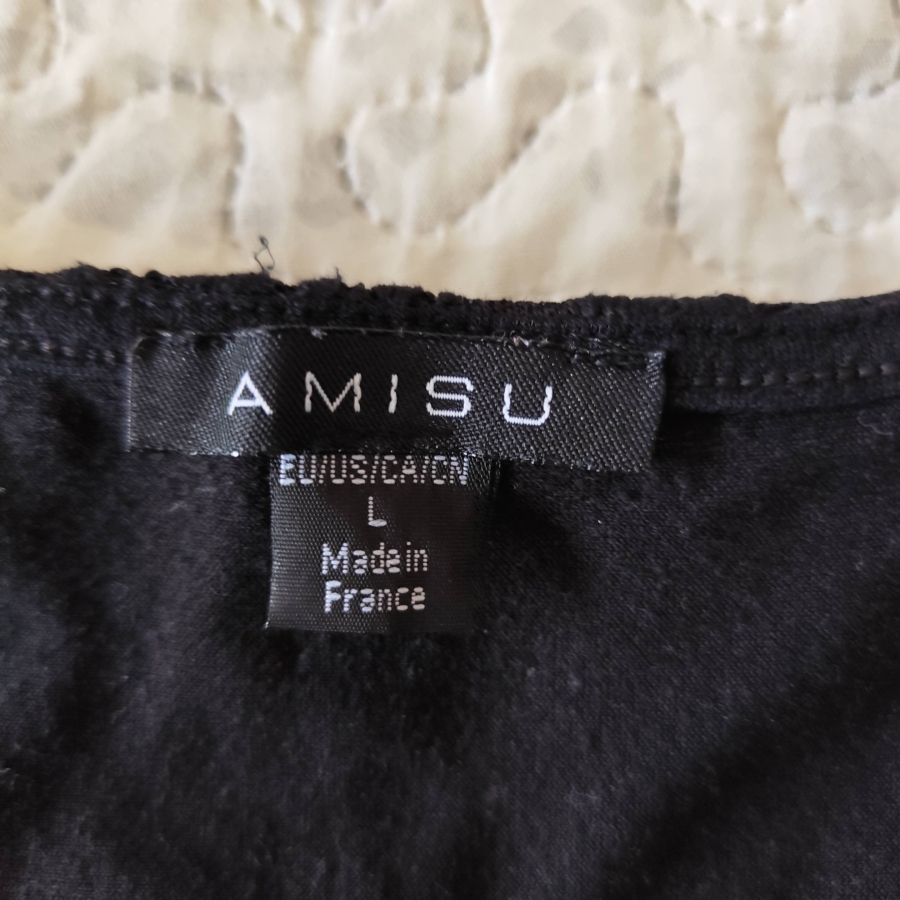 AMISU
EU/US/CA/CN
L
Made in
France